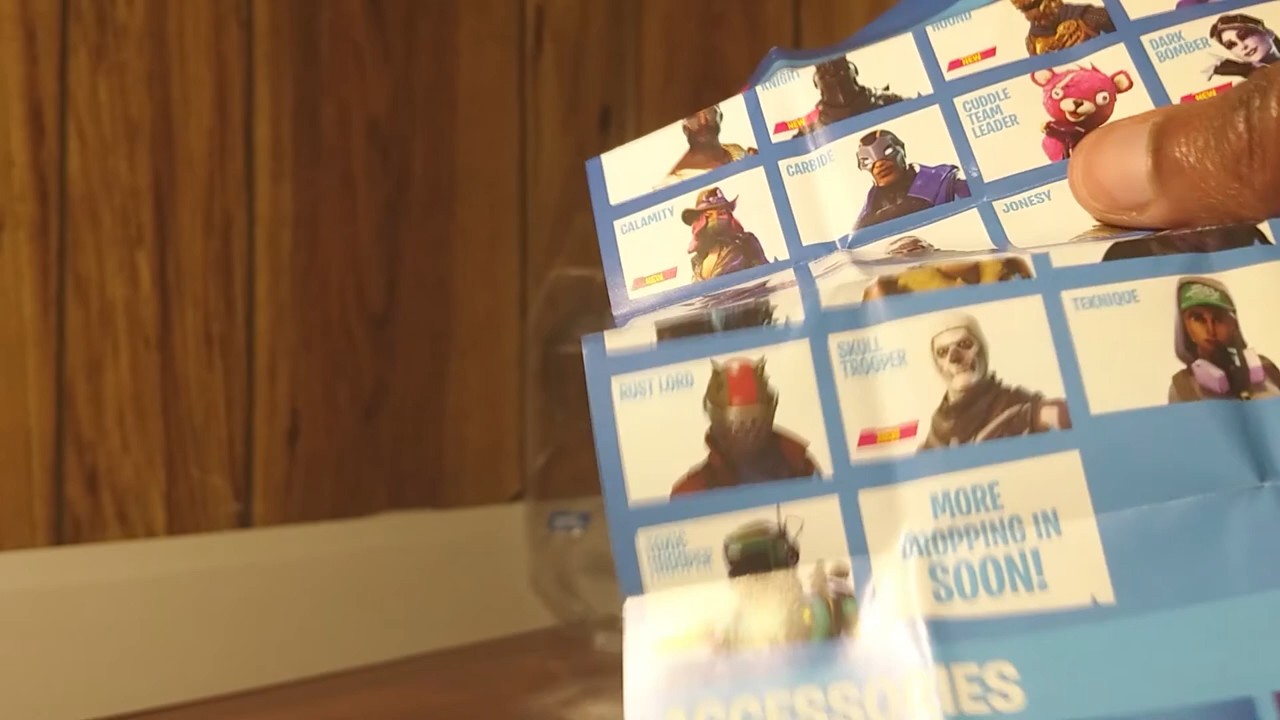 HOUND
NEW
DARK
BOMBER
NEW
KNIGHT
NEW
CUDDLE
TEAM
LEADER
CARBIDE
CALAMITY
NEW
JONESY
TEKNIQUE
SKULL
TROOPER
RUST LORD
MORE
DROPPING IN
SOON!
TROOPER
ACCESSORIES